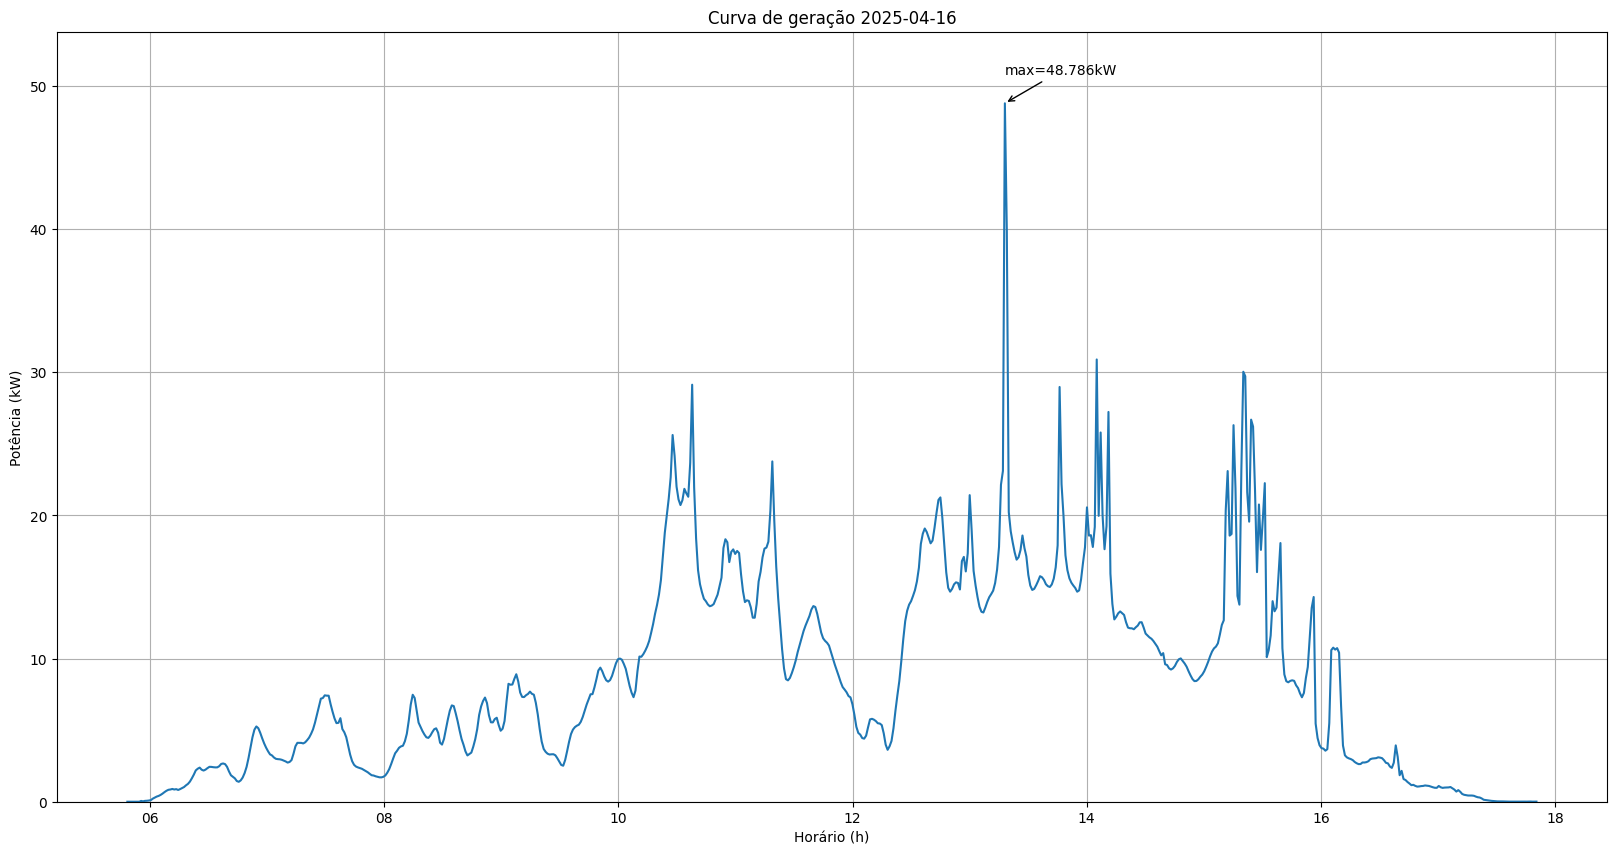 Curva de geração 2025-04-16
max=48.786kW
50
40
30
20
10
0
Potência (kW)
06 08 10 12 14 16 18
Horário (h)